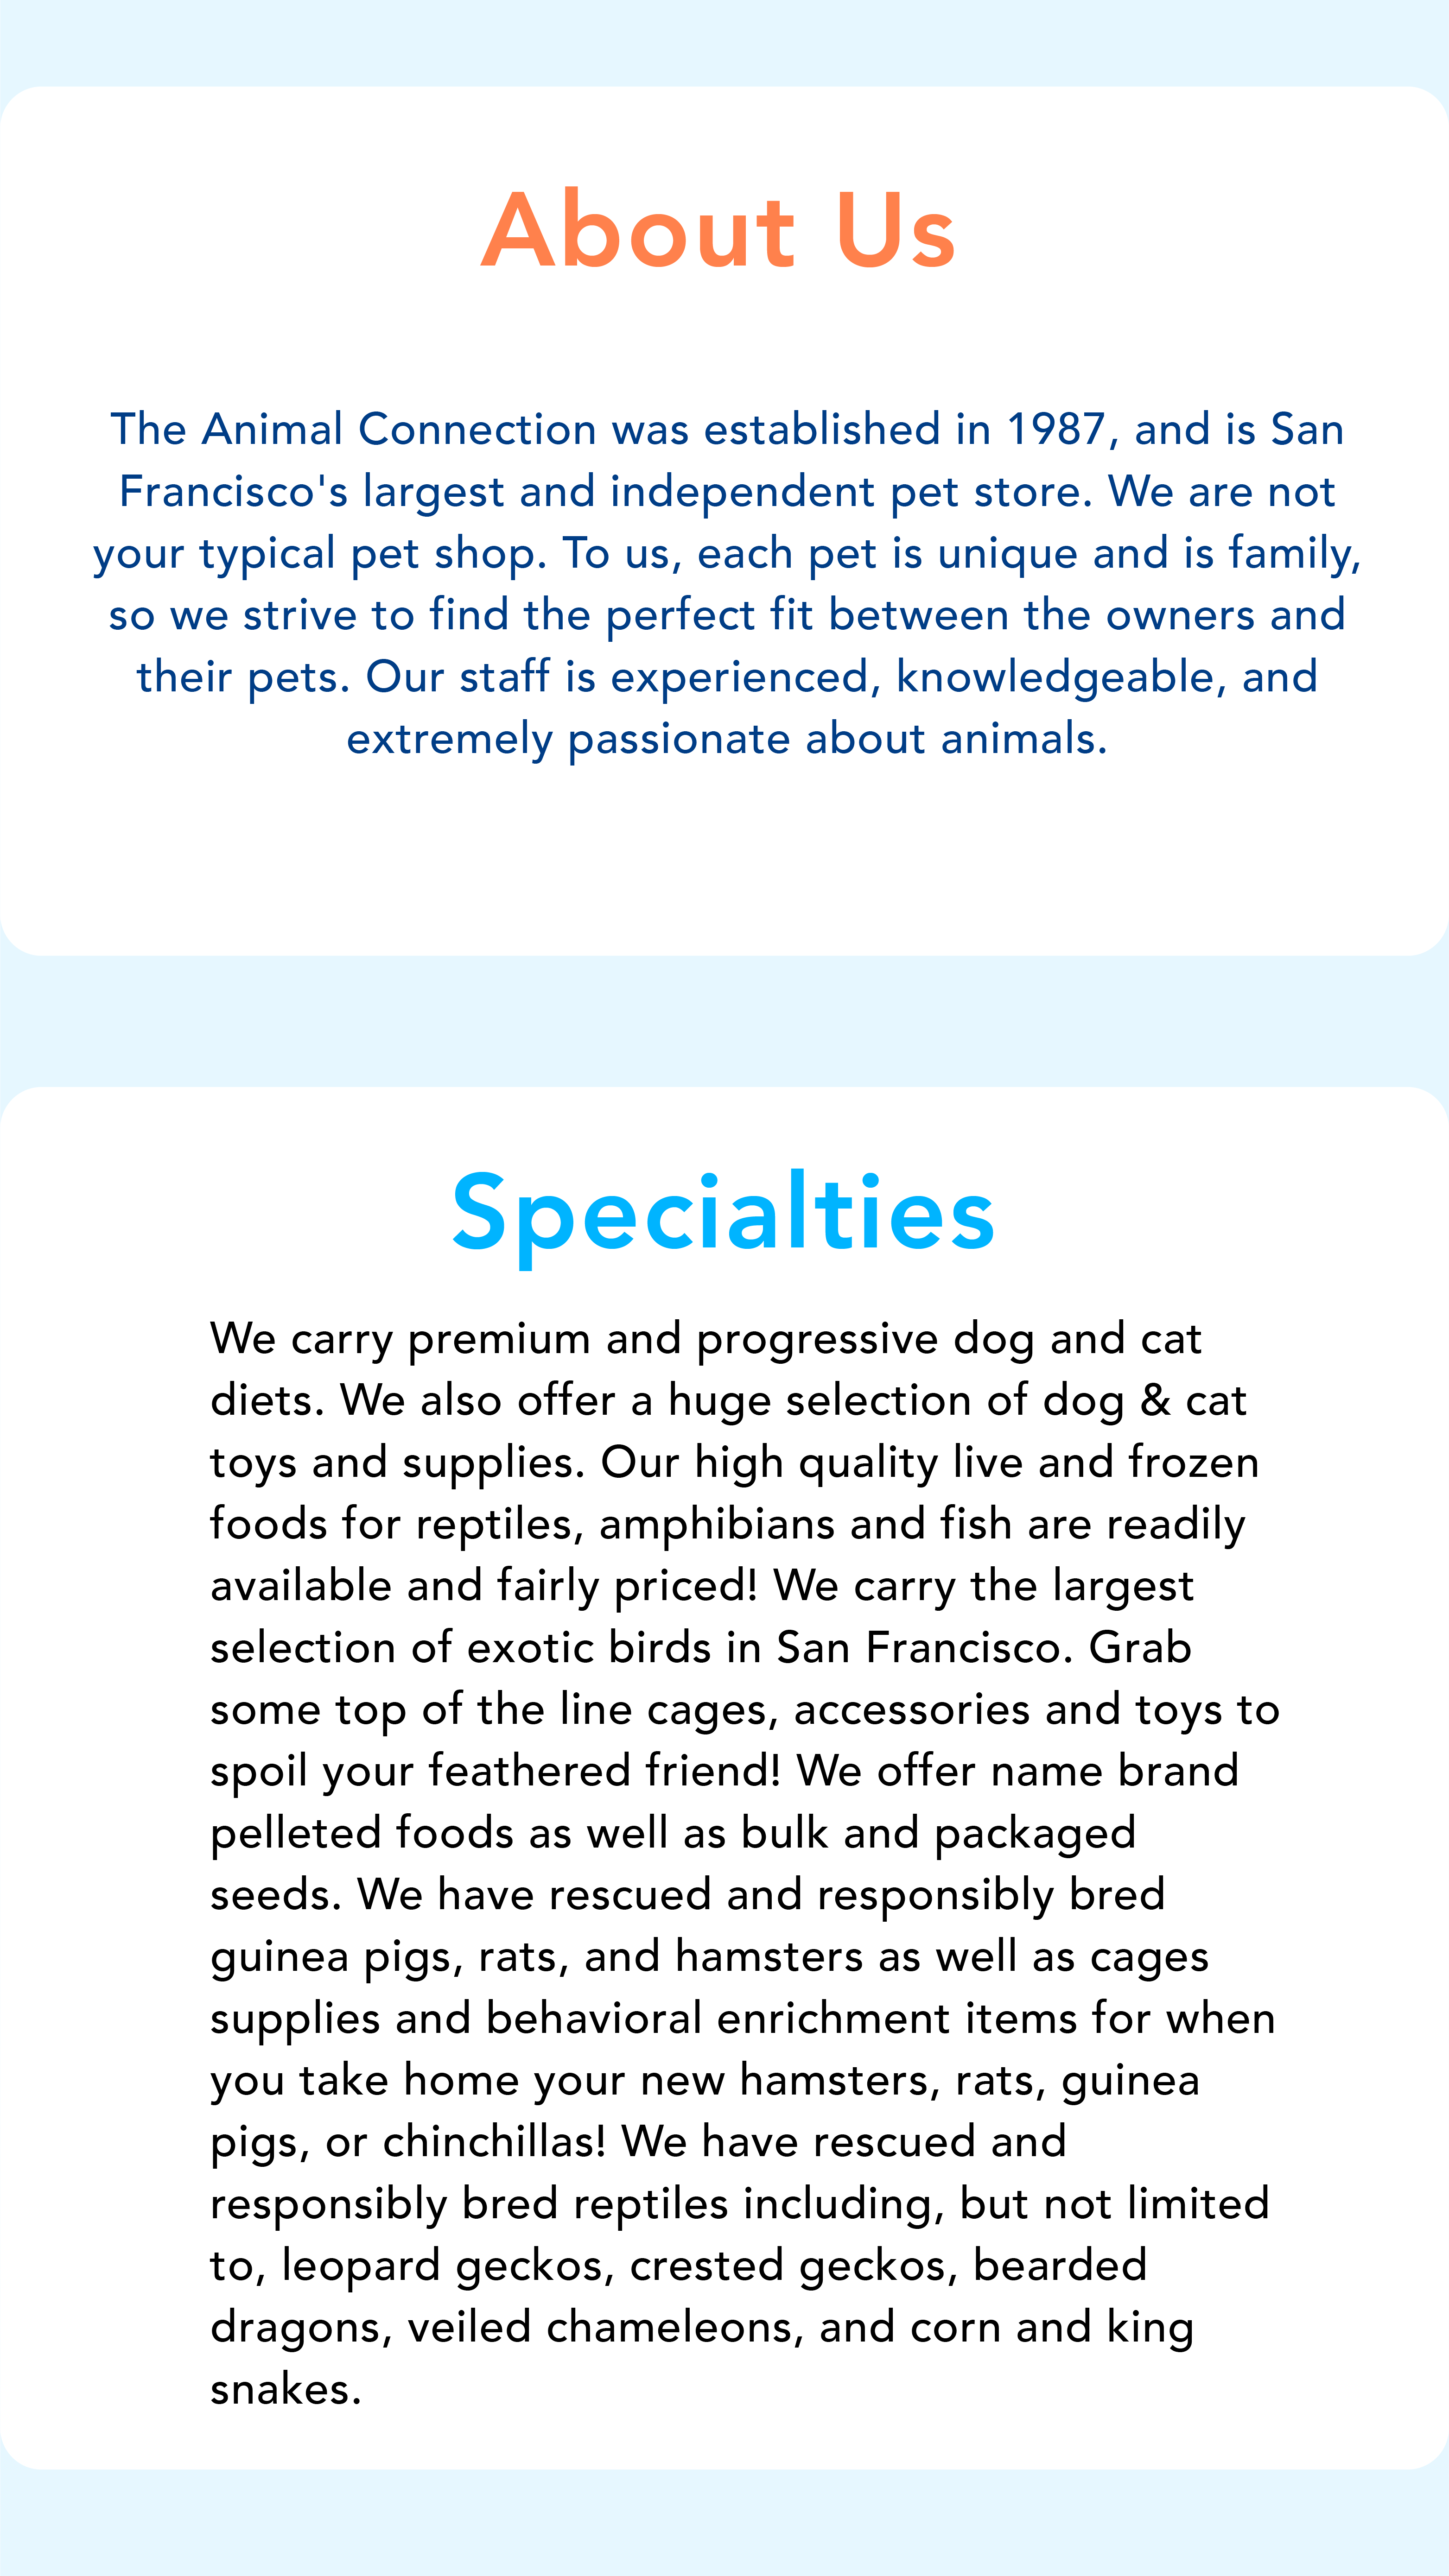 About Us
The Animal Connection was established in 1987, and is San
Francisco's largest and independent pet store. We are not
your typical pet shop. To us, each pet is unique and is family,
so we strive to find the perfect fit between the owners and
their pets. Our staff is experienced, knowledgeable, and
extremely passionate about animals.
Specialties
We carry premium and progressive dog and cat
diets. We also offer a huge selection of dog & cat
toys and supplies. Our high quality live and frozen
foods for reptiles, amphibians and fish are readily
available and fairly priced! We carry the largest
selection of exotic birds in San Francisco. Grab
some top of the line cages, accessories and toys to
spoil your feathered friend! We offer name brand
pelleted foods as well as bulk and packaged
seeds. We have rescued and responsibly bred
guinea pigs, rats, and hamsters as well as cages
supplies and behavioral enrichment items for when
you take home your new hamsters, rats, guinea
pigs, or chinchillas! We have rescued and
responsibly bred reptiles including, but not limited
to, leopard geckos, crested geckos, bearded
dragons, veiled chameleons, and corn and king
snakes.